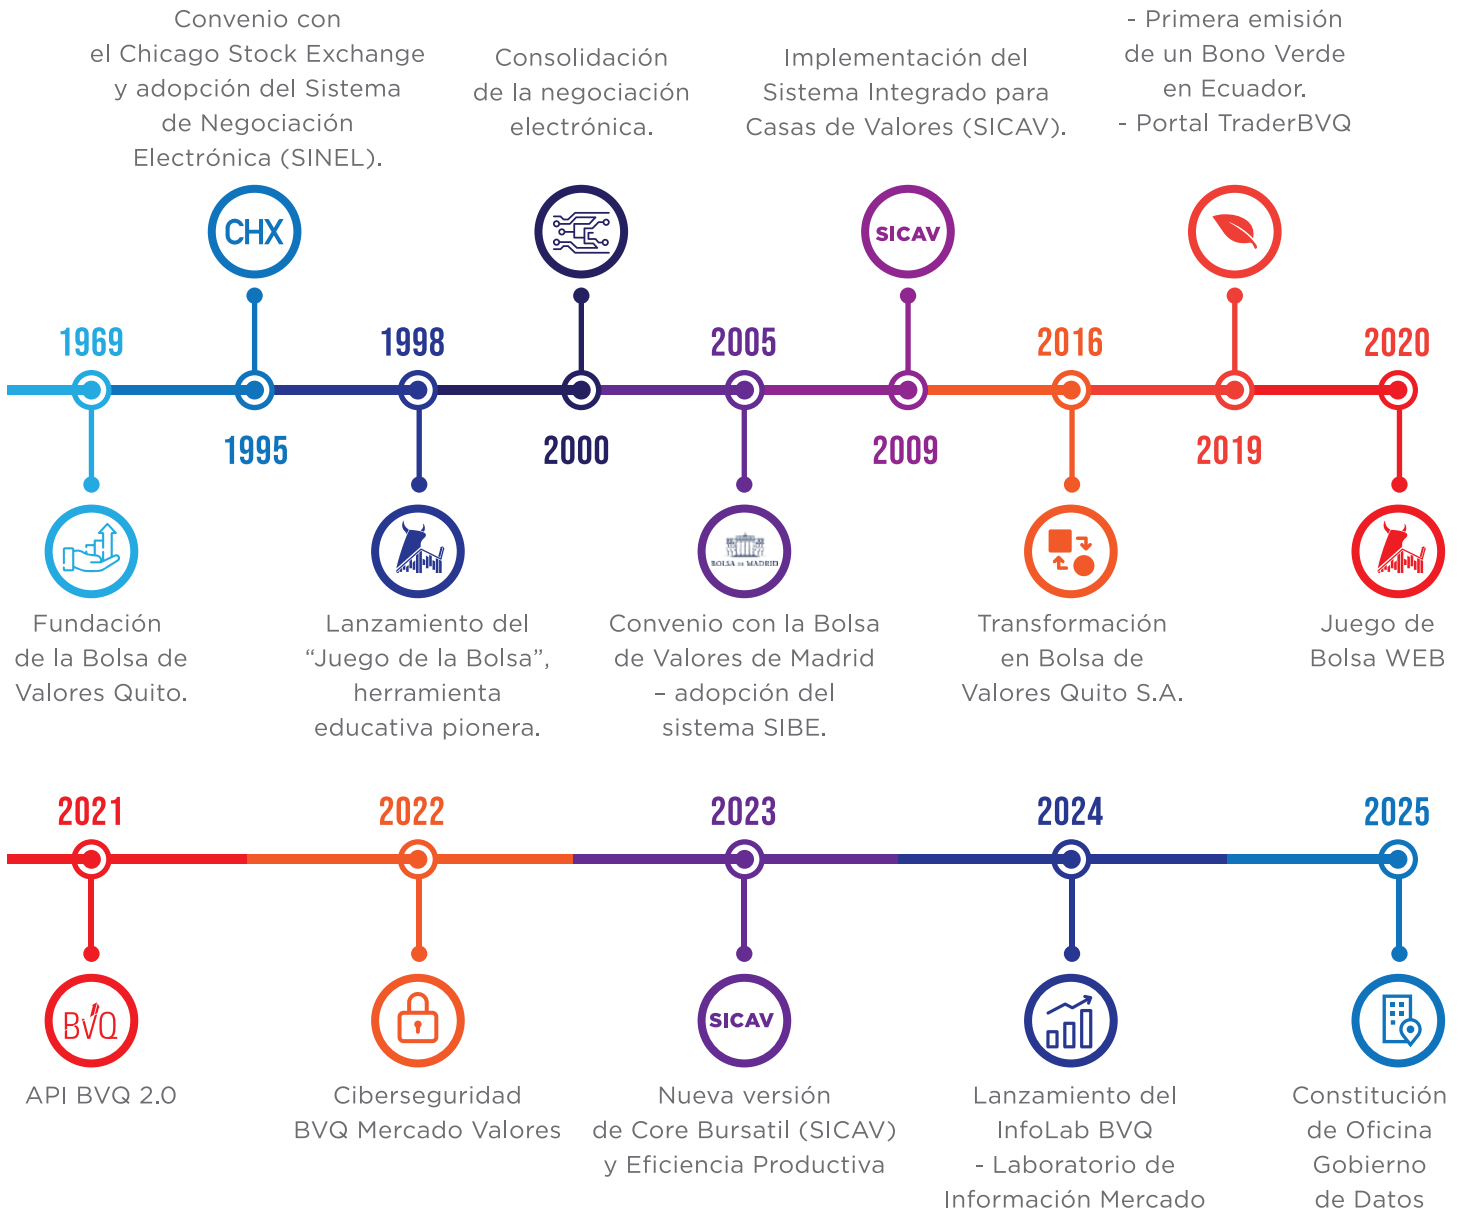 Convenio con
el Chicago Stock Exchange
y adopción del Sistema
de Negociación
Electrónica (SINEL).
Consolidación
de la negociación
electrónica.
Implementación del
Sistema Integrado para
Casas de Valores (SICAV).
- Primera emisión
de un Bono Verde
en Ecuador.
- Portal TraderBVQ
CHX
SICAV
1969
1998
2005
2016
2020
1995
2000
2009
2019
BOLSA DE MADRID
Fundación
de la Bolsa de
Valores Quito.
Lanzamiento del
“Juego de la Bolsa”,
herramienta
educativa pionera.
Convenio con la Bolsa
de Valores de Madrid
– adopción del
sistema SIBE.
Transformación
en Bolsa de
Valores Quito S.A.
Juego de
Bolsa WEB
2021
2022
2023
2024
2025
BVQ
SICAV
API BVQ 2.0
Ciberseguridad
BVQ Mercado Valores
Nueva versión
de Core Bursatil (SICAV)
y Eficiencia Productiva
Lanzamiento del
InfoLab BVQ
- Laboratorio de
Información Mercado
Constitución
de Oficina
Gobierno
de Datos